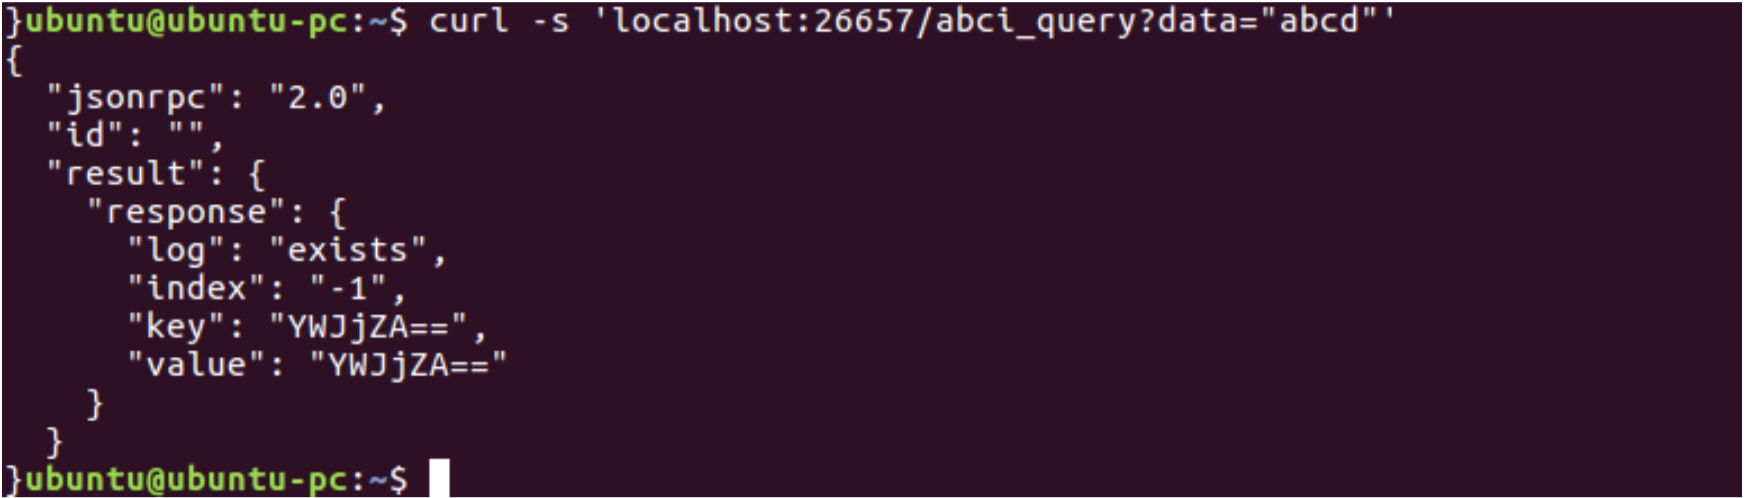 }ubuntu@ubuntu-pc:~$ curl -s 'localhost:26657/abci_query?data="abcd"'
{
  "jsonrpc": "2.0",
  "id": "",
  "result": {
    "response": {
      "log": "exists",
      "index": "-1",
      "key": "YWJjZA==",
      "value": "YWJjZA=="
    }
  }
}ubuntu@ubuntu-pc:~$